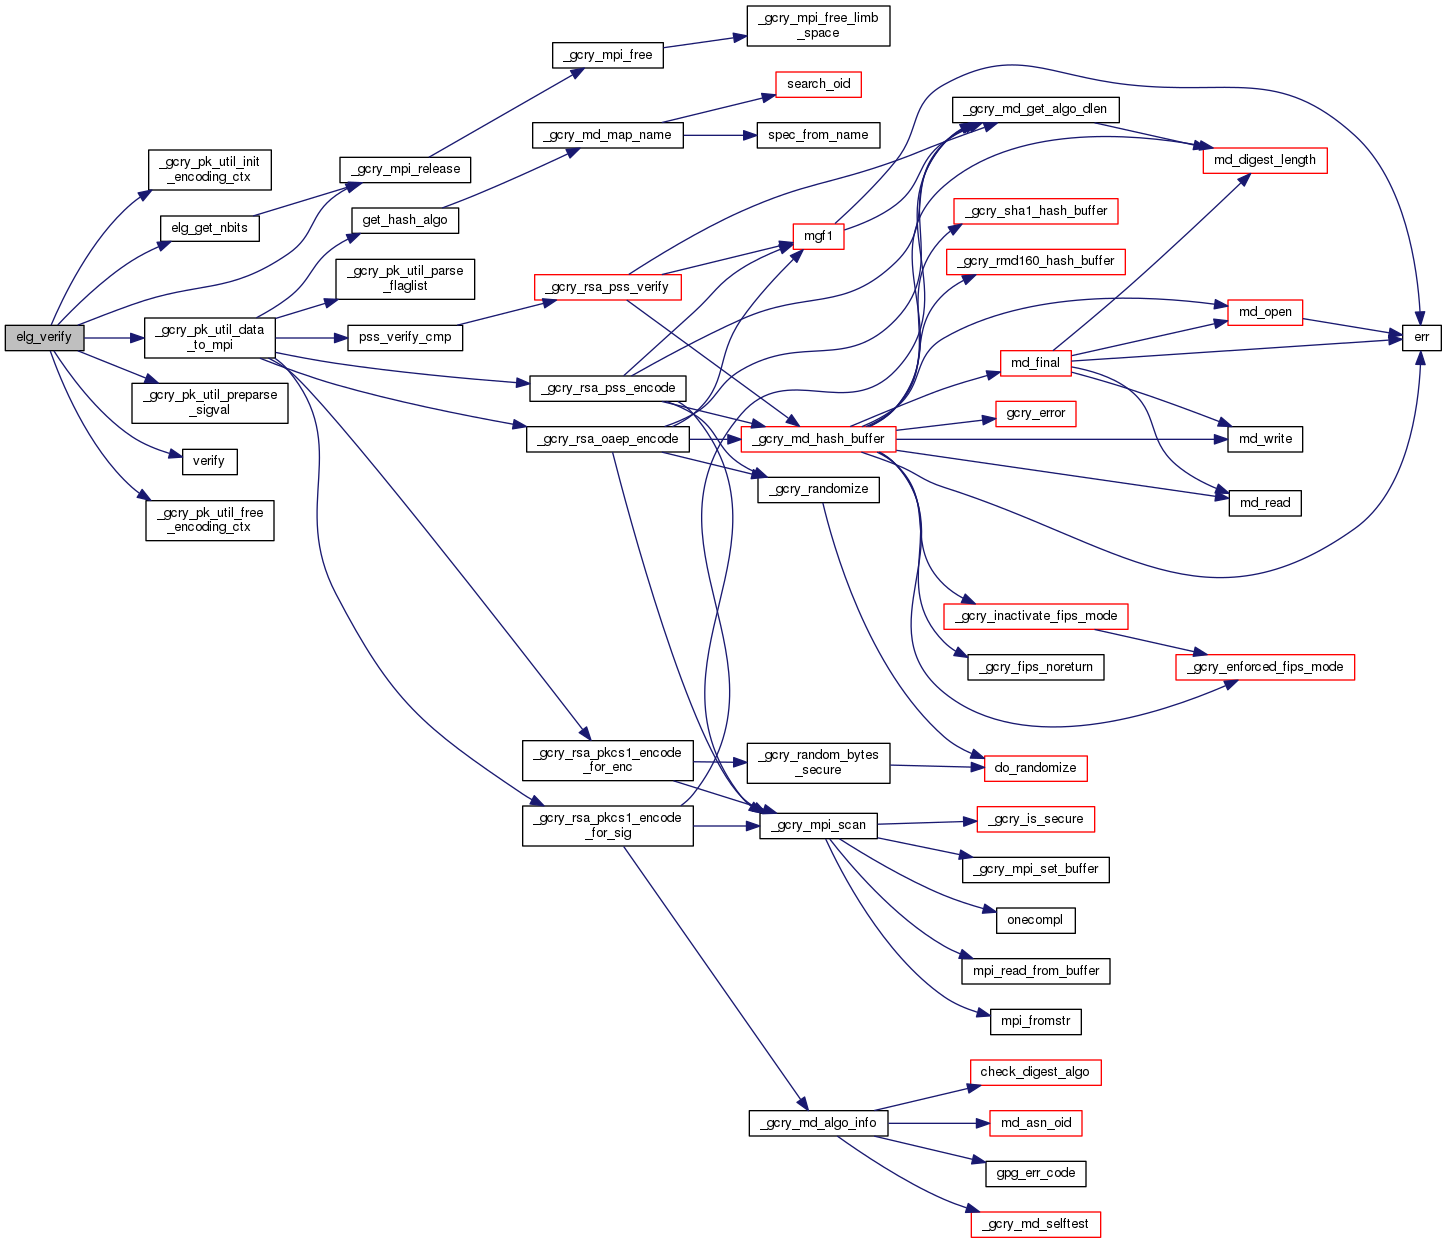 elg_verify
_gcry_pk_util_init
_encoding_ctx
elg_get_nbits
_gcry_pk_util_data
_to_mpi
_gcry_pk_util_preparse
_sigval
verify
_gcry_pk_util_free
_encoding_ctx
_gcry_mpi_release
get_hash_algo
_gcry_pk_util_parse
_flaglist
pss_verify_cmp
_gcry_mpi_free
_gcry_md_map_name
_gcry_rsa_pss_verify
_gcry_rsa_pss_encode
_gcry_rsa_oaep_encode
_gcry_rsa_pkcs1_encode
_for_enc
_gcry_rsa_pkcs1_encode
_for_sig
_gcry_mpi_free_limb
_space
search_oid
spec_from_name
mgf1
_gcry_md_hash_buffer
_gcry_randomize
_gcry_random_bytes
_secure
_gcry_mpi_scan
_gcry_md_algo_info
_gcry_md_get_algo_dlen
_gcry_sha1_hash_buffer
_gcry_rmd160_hash_buffer
md_final
gcry_error
_gcry_inactivate_fips_mode
_gcry_fips_noreturn
do_randomize
_gcry_is_secure
_gcry_mpi_set_buffer
onecompl
mpi_read_from_buffer
mpi_fromstr
check_digest_algo
md_asn_oid
gpg_err_code
_gcry_md_selftest
md_digest_length
md_open
md_write
md_read
_gcry_enforced_fips_mode
err